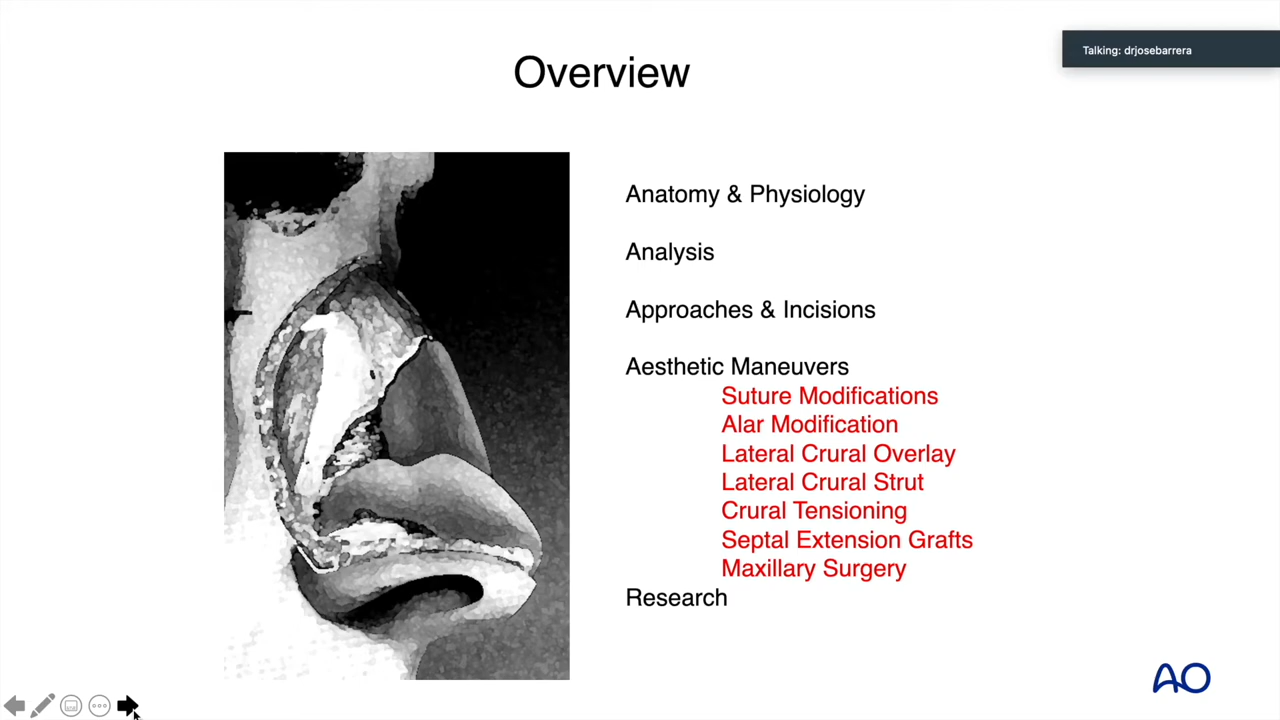 Overview
Talking: drjosebarrera
Anatomy & Physiology
Analysis
Approaches & Incisions
Aesthetic Maneuvers
Suture Modifications
Alar Modification
Lateral Crural Overlay
Lateral Crural Strut
Crural Tensioning
Septal Extension Grafts
Maxillary Surgery
Research
AO